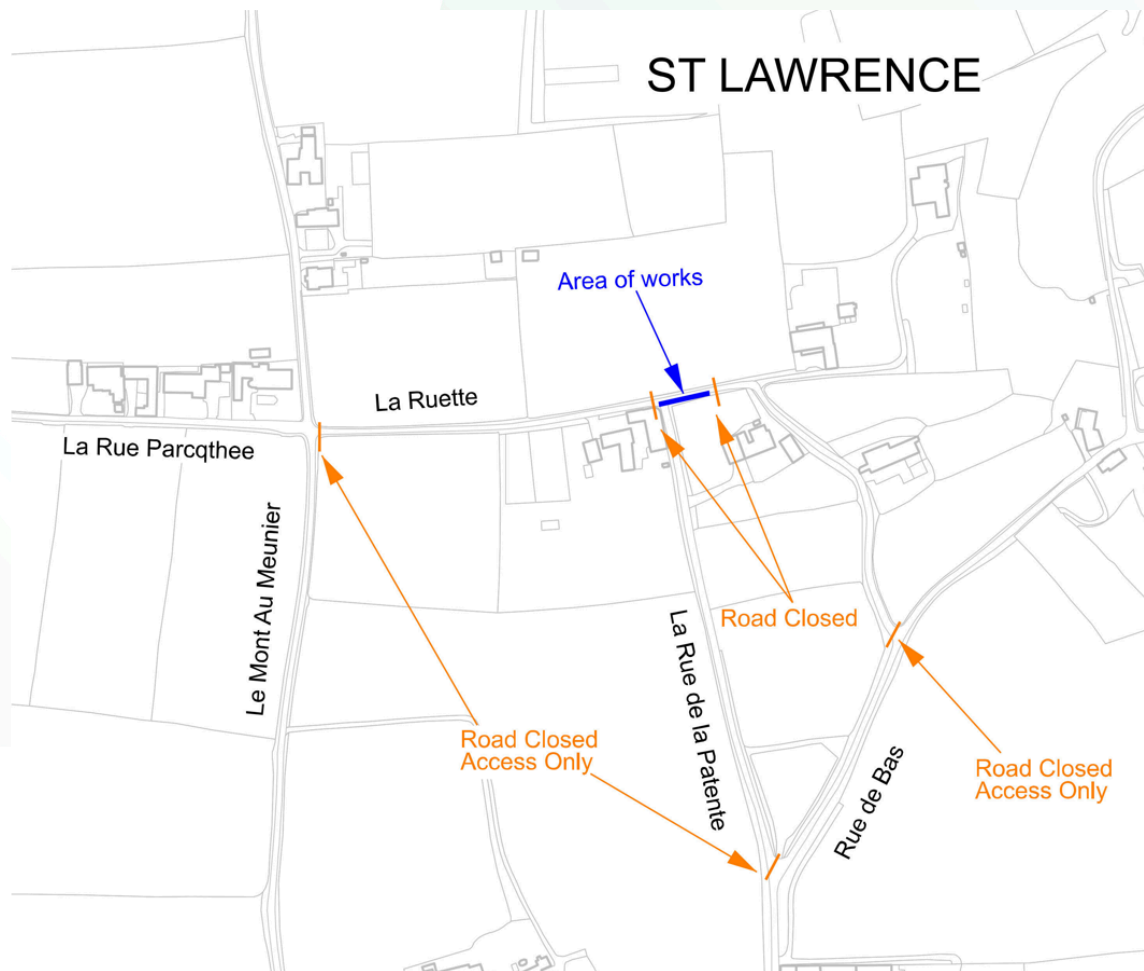 ST LAWRENCE
Area of works
La Ruette
La Rue Parcqthee
Le Mont Au Meunier
Road Closed
La Rue de la Patente
Road Closed
Access Only
Rue de Bas
Road Closed
Access Only